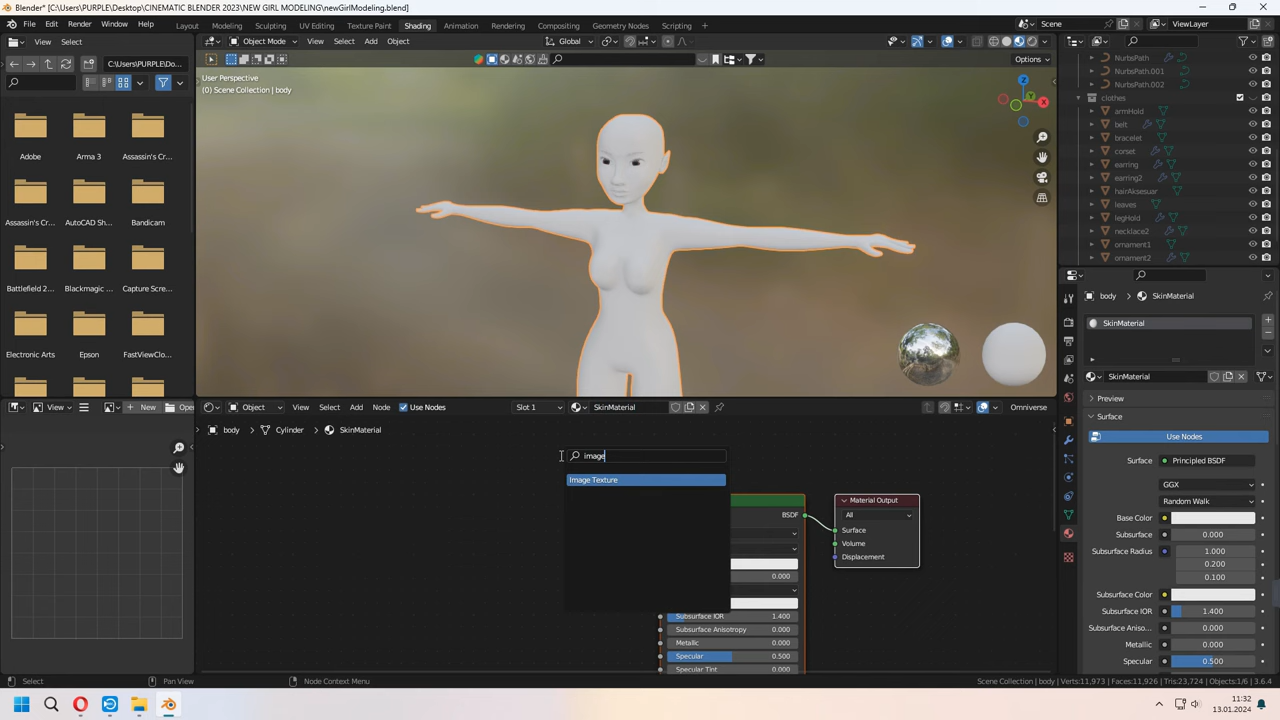 Blender* [C:\Users\PURPLE\Desktop\CINEMATIC BLENDER 2023\NEW GIRL MODELING\newGirlModeling.blend]
File Edit Render Window Help Layout Modeling Sculpting UV Editing Texture Paint Shading Animation Rendering Compositing Geometry Nodes Scripting + Scene ViewLayer
View Select Object Mode View Select Add Object Global
C:\Users\PURPLE\Deskto... Options
User Perspective
(0) Scene Collection | body
Z
Y
X
NurbsPath
NurbsPath.001
NurbsPath.002
clothes
armHold
belt
bracelet
corset
earring
earring2
hairAksesuar
leaves
legHold
necklace2
ornament1
ornament2
Adobe Arma 3 Assassin's Cr...
Assassin's Cr... AutoCAD Sh... Bandicam
Battlefield 2... Blackmagic ... Capture Scre...
Electronic Arts Epson FastViewClo...
body SkinMaterial
SkinMaterial
SkinMaterial
Preview
Surface
Use Nodes
Surface Principled BSDF
GGX
Random Walk
Base Color
Subsurface 0.000
Subsurface Radius 1.000
0.200
0.100
Subsurface Color
Subsurface IOR 1.400
Subsurface Aniso... 0.000
Metallic 0.000
Specular 0.500
View New Open
Object View Select Add Node Use Nodes Slot 1 SkinMaterial Omniverse
body Cylinder SkinMaterial
image
Image Texture
BSDF
0.000
Subsurface IOR 1.400
Subsurface Anisotropy 0.000
Metallic 0.000
Specular 0.500
Specular Tint 0.000
Material Output
All
Surface
Volume
Displacement
Select Pan View Node Context Menu Scene Collection | body | Verts:11,973 | Faces:11,926 | Tris:23,724 | Objects:1/6 | 3.6.4
11:32
13.01.2024